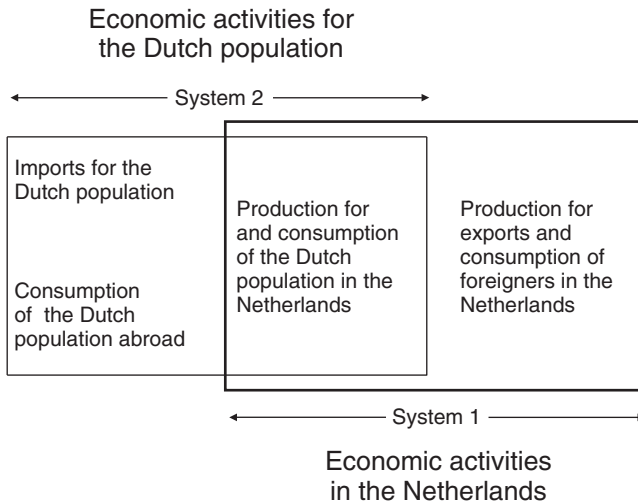 Economic activities for
the Dutch population
System 2
Imports for the
Dutch population
Consumption
of the Dutch
population abroad
Production for
and consumption
of the Dutch
population in the
Netherlands
Production for
exports and
consumption of
foreigners in the
Netherlands
System 1
Economic activities
in the Netherlands